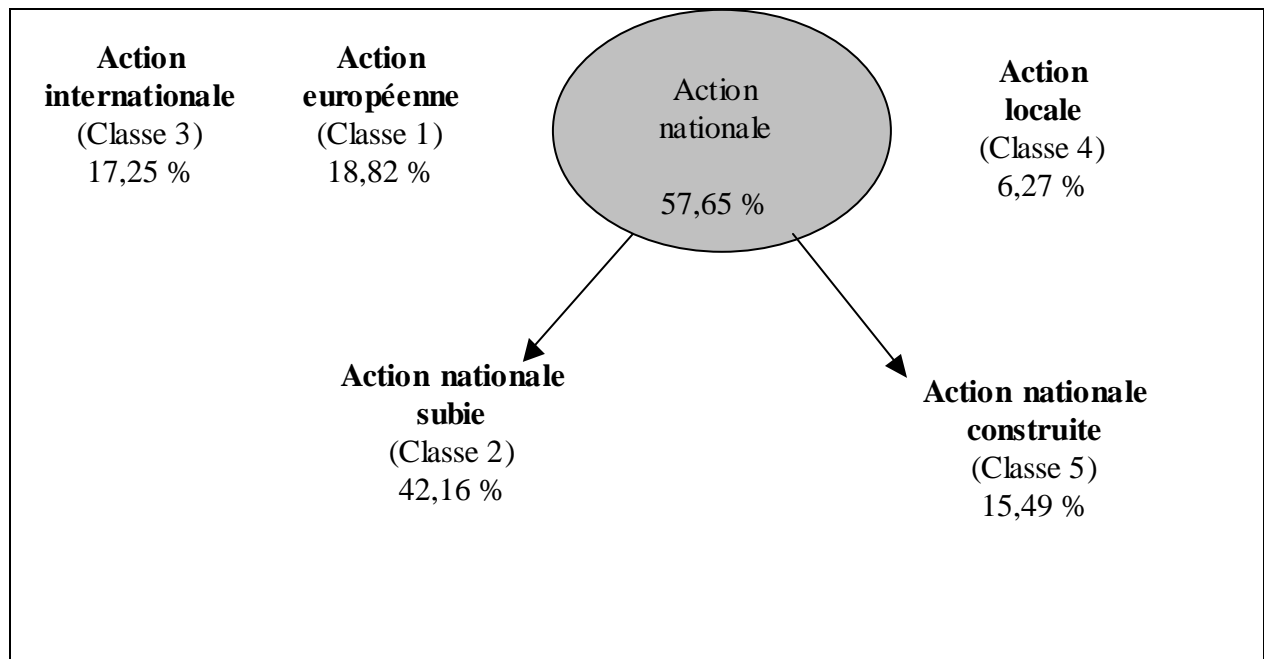 Action
internationale
(Classe 3)
17,25 %
Action
européenne
(Classe 1)
18,82 %
Action
nationale
57,65 %
Action
locale
(Classe 4)
6,27 %
Action nationale
subie
(Classe 2)
42,16 %
Action nationale
construite
(Classe 5)
15,49 %